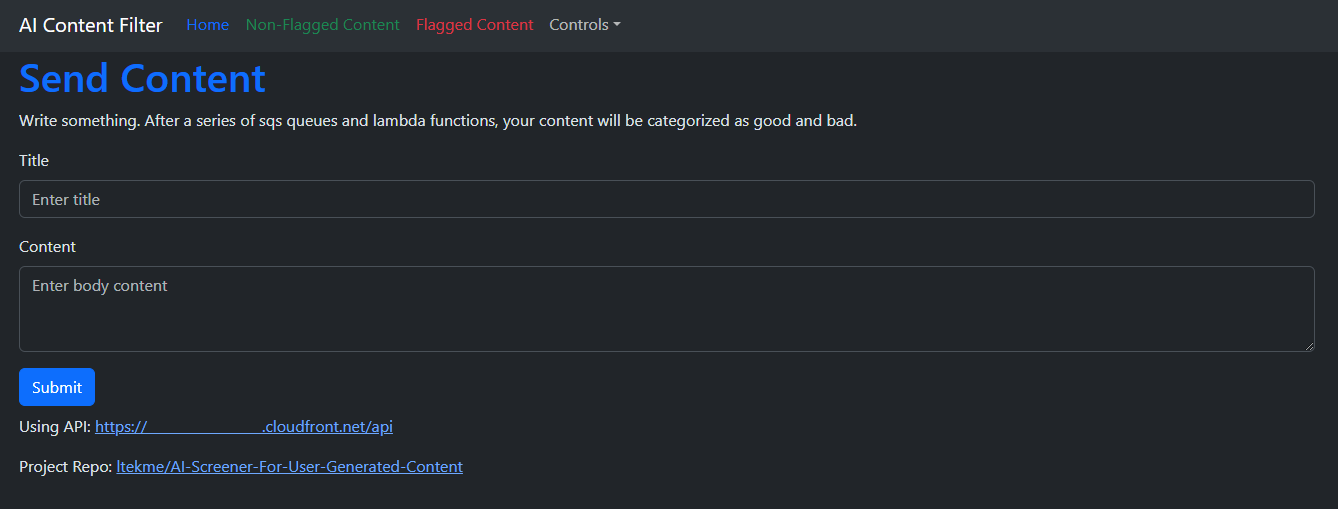 AI Content Filter Home Non-Flagged Content Flagged Content Controls
Send Content
Write something. After a series of sqs queues and lambda functions, your content will be categorized as good and bad.
Title
Enter title
Content
Enter body content
Submit
Using API: https:// .cloudfront.net/api
Project Repo: ltekme/AI-Screener-For-User-Generated-Content